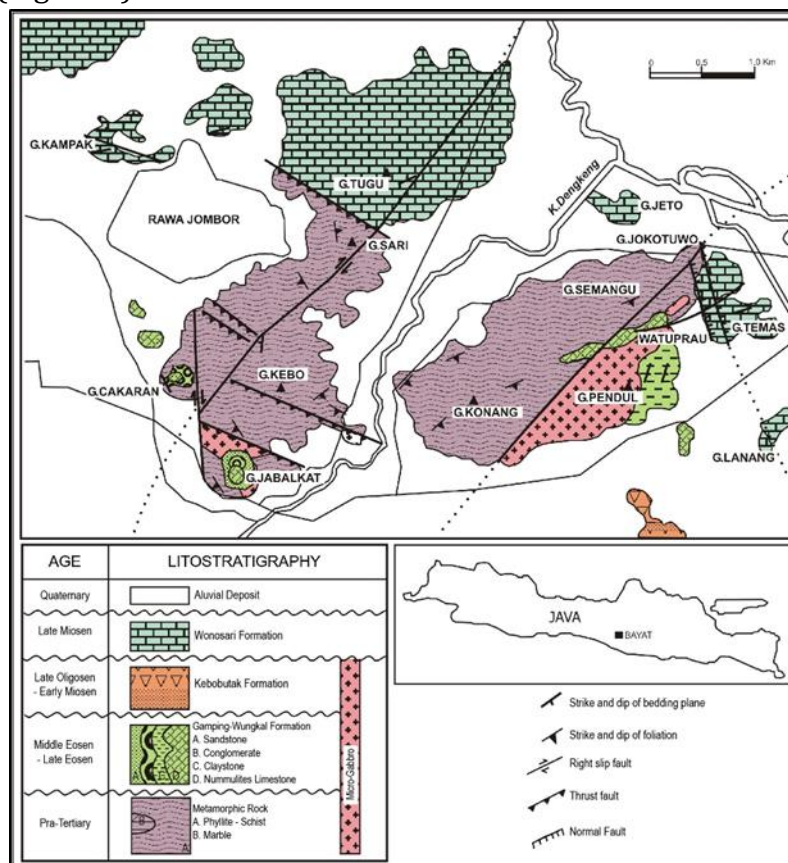 0 0,5 1,0 Km
G.KAMPAK
G.TUGU
K.Dengkeng
RAWA JOMBOR
G.JETO
G.SARI
G.JOKOTUWO
G.SEMANGU
WATUPRAU
G.TEMAS
G.CAKARAN
G.KEBO
G.KONANG
G.PENDUL
G.LANANG
G.JABALKAT
AGE LITOSTRATIGRAPHY
Quaternary Aluvial Deposit
Late Miosen Wonosari Formation
Late Oligosen
- Early Miosen
Kebobutak Formation
Middle Eosen
- Late Eosen
Gamping-Wungkal Formation
A. Sandstone
B. Conglomerate
C. Claystone
D. Nummulites Limestone
Pra-Tertiary
Metamorphic Rock
A. Phyllite - Schist
B. Marble
Micro-Gabbro
JAVA
BAYAT
Strike and dip of bedding plane
Strike and dip of foliation
Right slip fault
Thrust fault
Normal Fault